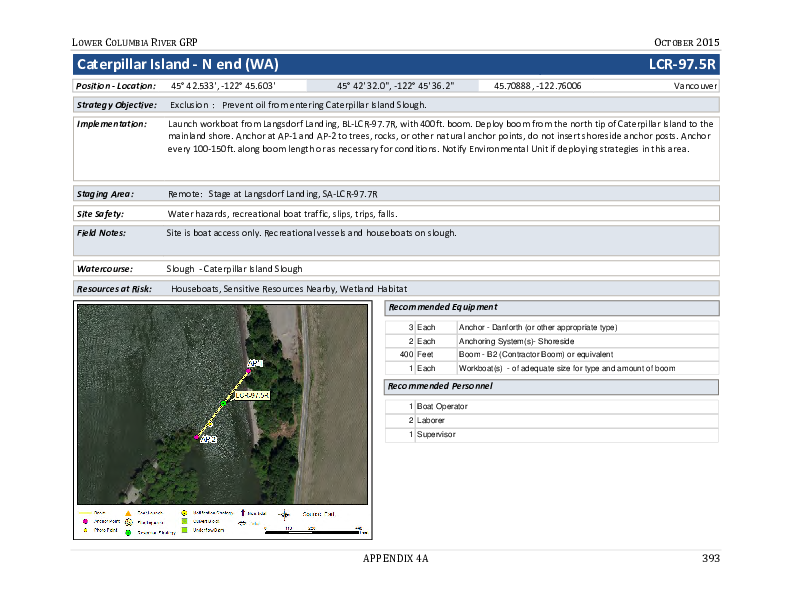 LOWER COLUMBIA RIVER GRP OCTOBER 2015
Caterpillar Island - N end (WA) LCR-97.5R
Position - Location: 45° 42.533', -122° 45.603' 45° 42'32.0", -122° 45'36.2" 45.70888 , -122.76006 Vancouver
Strategy Objective: Exclusion : Prevent oil from entering Caterpillar Island Slough.
Implementation: Launch workboat from Langsdorf Landing, BL-LCR-97.7R, with 400ft. boom. Deploy boom from the north tip of Caterpillar Island to the
mainland shore. Anchor at AP-1 and AP-2 to trees, rocks, or other natural anchor points, do not insert shoreside anchor posts. Anchor
every 100-150ft. along boom length or as necessary for conditions. Notify Environmental Unit if deploying strategies in this area.
Staging Area: Remote: Stage at Langsdorf Landing, SA-LCR-97.7R
Site Safety: Water hazards, recreational boat traffic, slips, trips, falls.
Field Notes: Site is boat access only. Recreational vessels and houseboats on slough.
Watercourse: Slough - Caterpillar Island Slough
Resources at Risk: Houseboats, Sensitive Resources Nearby, Wetland Habitat
Recommended Equipment
3 Each Anchor - Danforth (or other appropriate type)
2 Each Anchoring System(s)- Shoreside
400 Feet Boom - B2 (Contractor Boom) or equivalent
1 Each Workboat(s) - of adequate size for type and amount of boom
Recommended Personnel
1 Boat Operator
2 Laborer
1 Supervisor
LCR-97.5R
Anchor Point
Photo Point
Notification Strategy
APPENDIX 4A 393